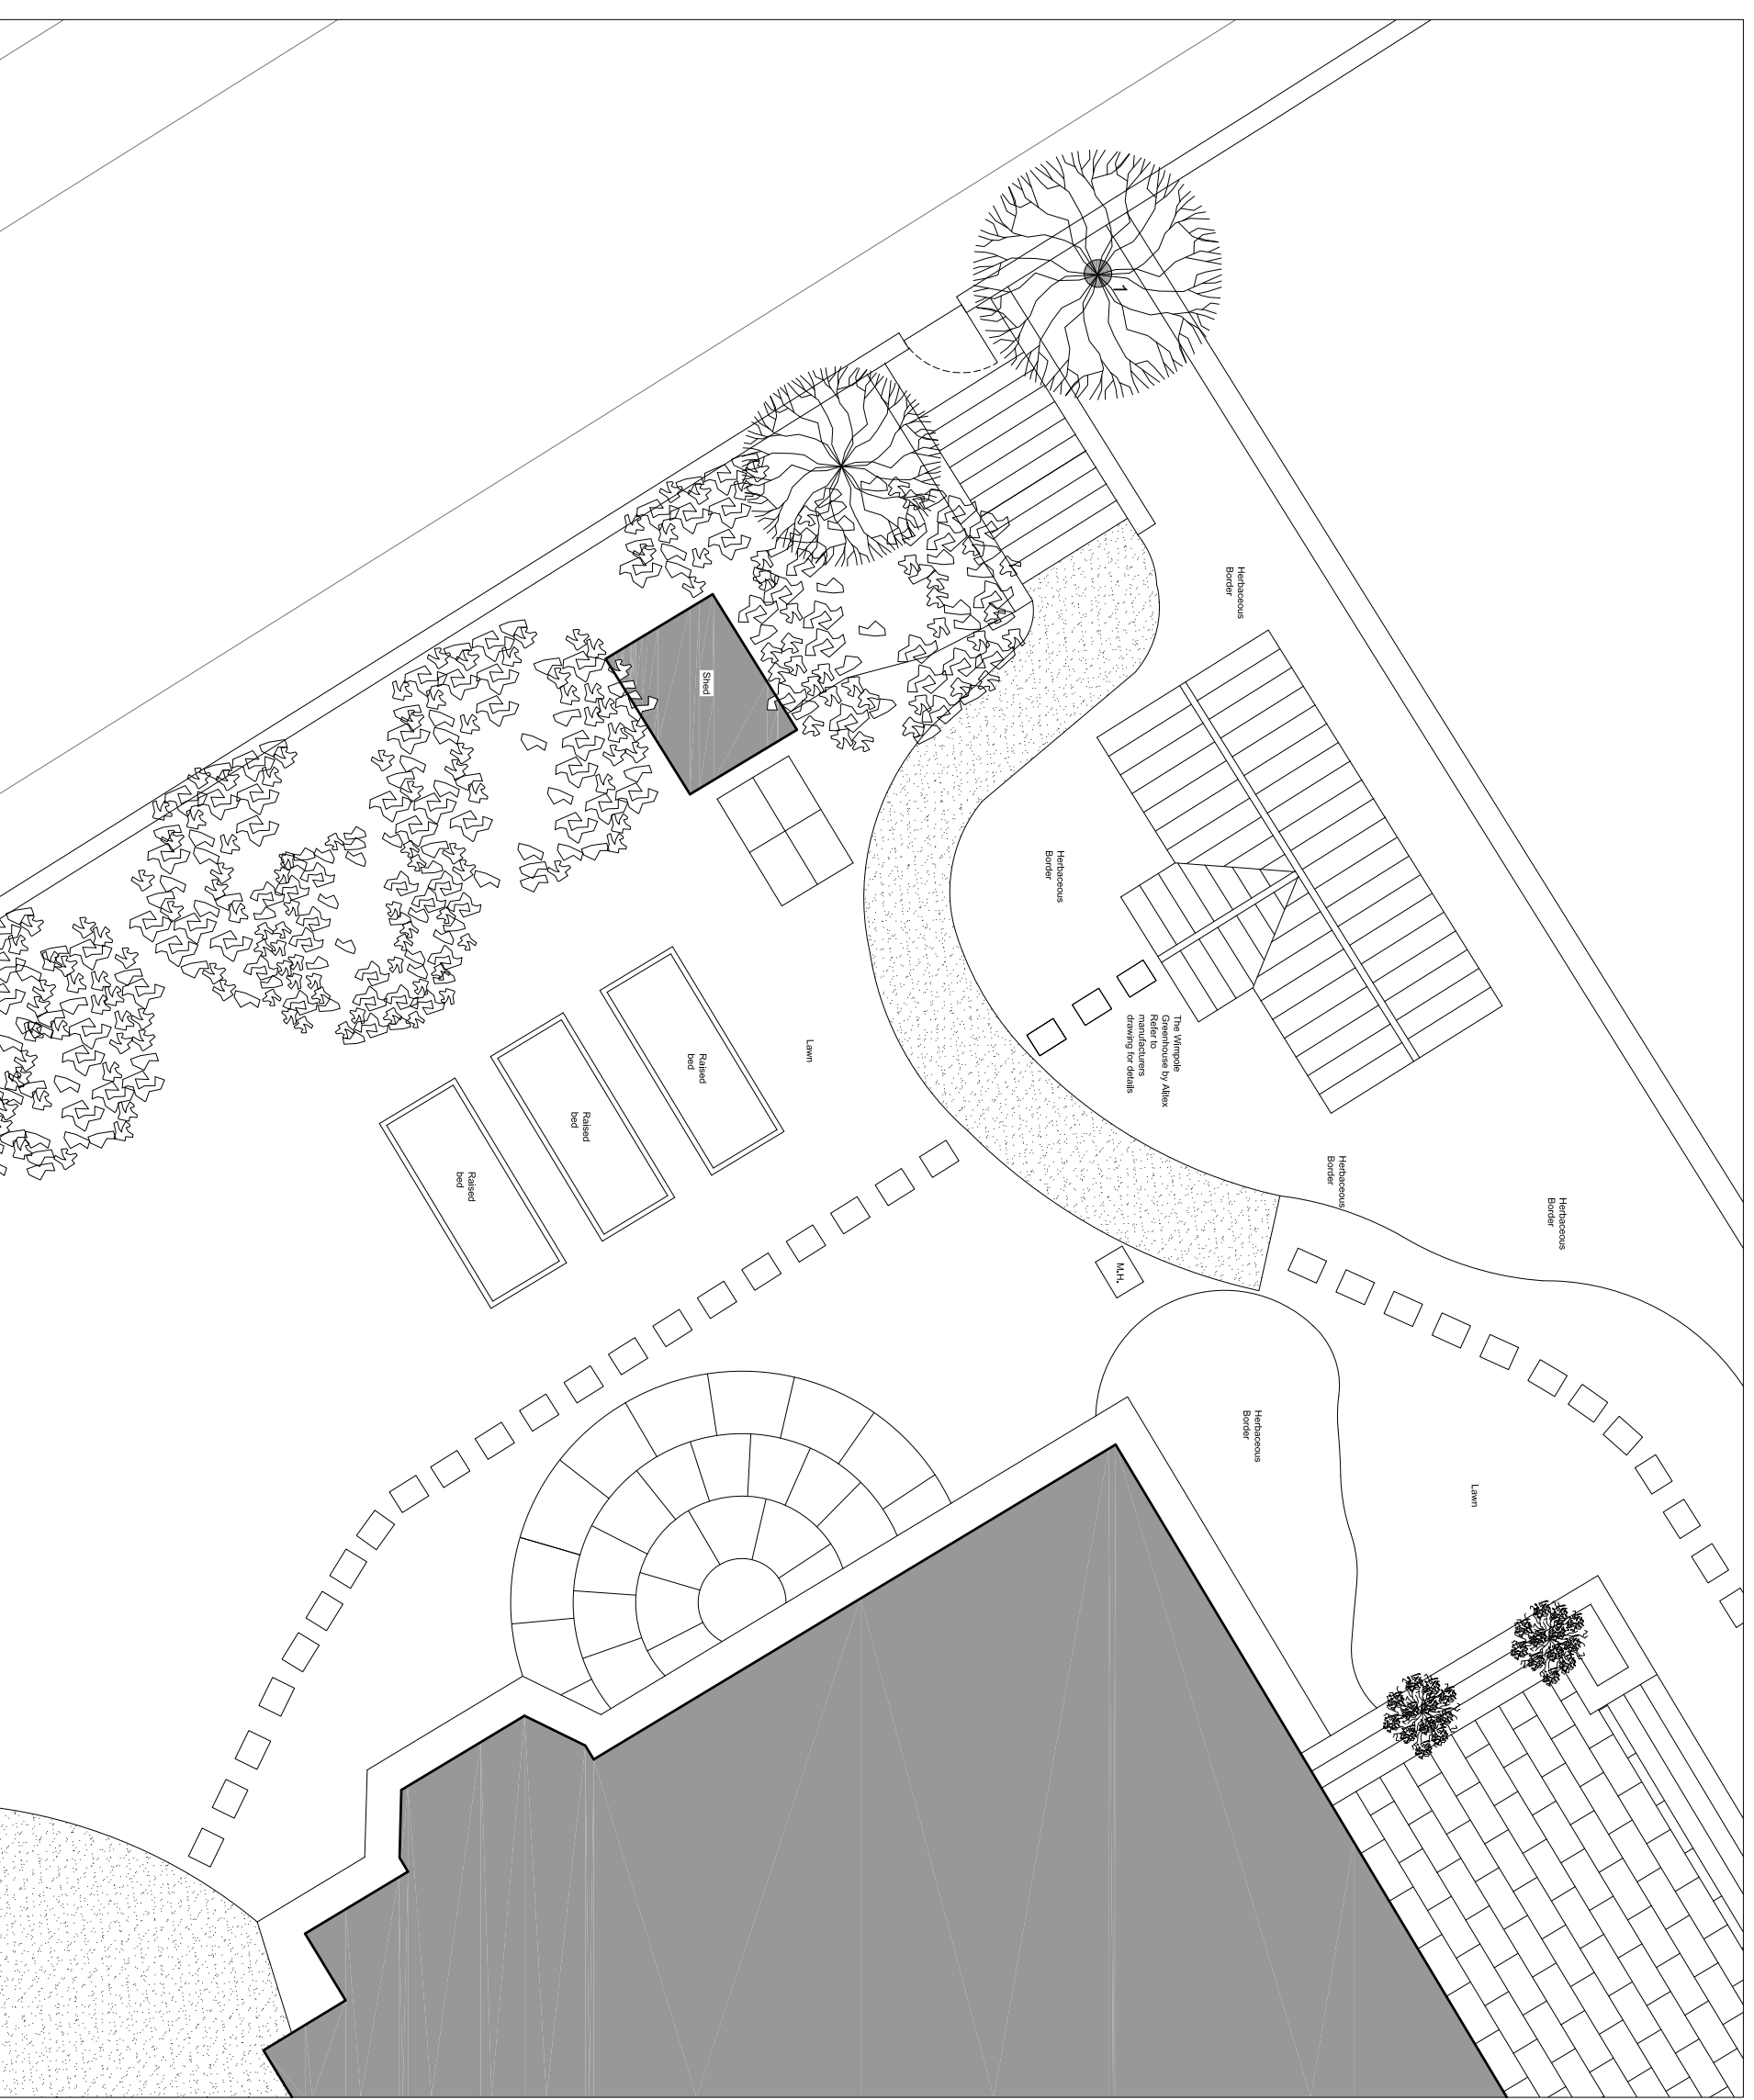 1
Herbaceous
Border
Shed
Herbaceous
Border
The Wimpole
Greenhouse by Alitex
Refer to
manufacturers
drawing for details
Lawn
Raised
bed
Raised
bed
Raised
bed
Herbaceous
Border
Herbaceous
Border
M.H.
Herbaceous
Border
Lawn